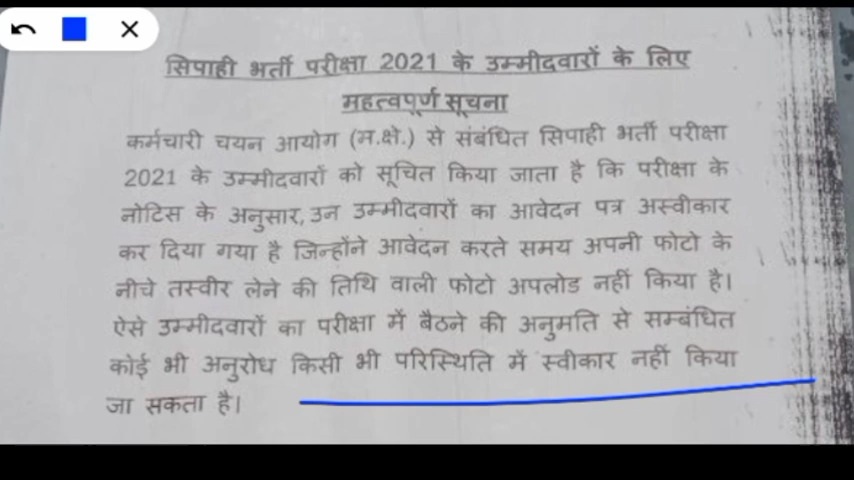 सिपाही भर्ती परीक्षा 2021 के उम्मीदवारों के लिए
महत्वपूर्ण सूचना
कर्मचारी चयन आयोग (म.क्षे.) से संबंधित सिपाही भर्ती परीक्षा
2021 के उम्मीदवारों को सूचित किया जाता है कि परीक्षा के
नोटिस के अनुसार, उन उम्मीदवारों का आवेदन पत्र अस्वीकार
कर दिया गया है जिन्होंने आवेदन करते समय अपनी फोटो के
नीचे तस्वीर लेने की तिथि वाली फोटो अपलोड नहीं किया है।
ऐसे उम्मीदवारों का परीक्षा में बैठने की अनुमति से सम्बंधित
कोई भी अनुरोध किसी भी परिस्थिति में स्वीकार नहीं किया
जा सकता है।